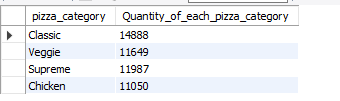 pizza_category Quantity_of_each_pizza_category
Classic 14888
Veggie 11649
Supreme 11987
Chicken 11050